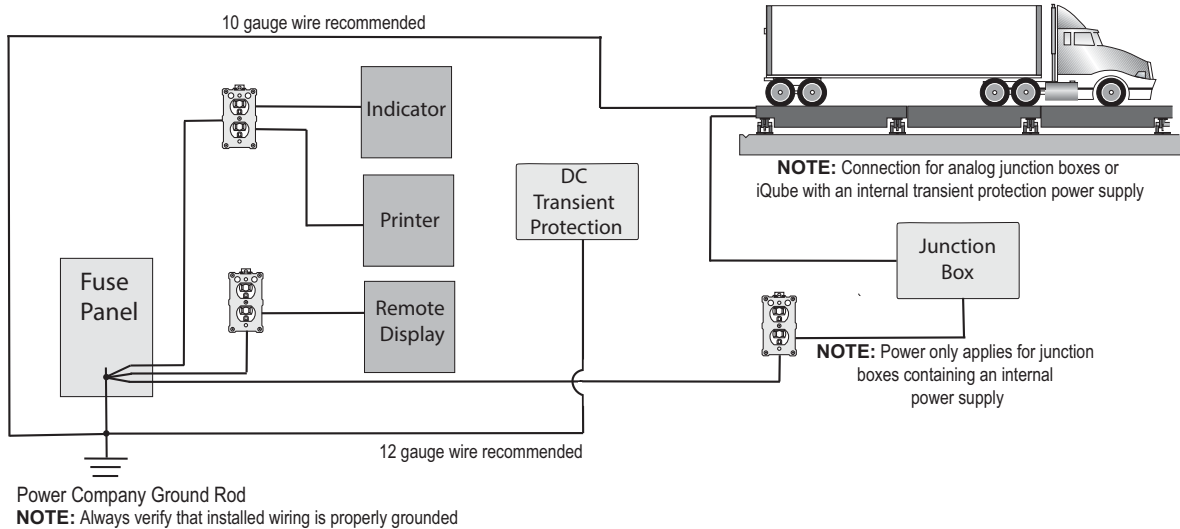 10 gauge wire recommended
Indicator
NOTE: Connection for analog junction boxes or
iQube with an internal transient protection power supply
DC
Transient
Protection
Printer
Junction
Box
Fuse
Panel
Remote
Display
NOTE: Power only applies for junction
boxes containing an internal
power supply
12 gauge wire recommended
Power Company Ground Rod
NOTE: Always verify that installed wiring is properly grounded